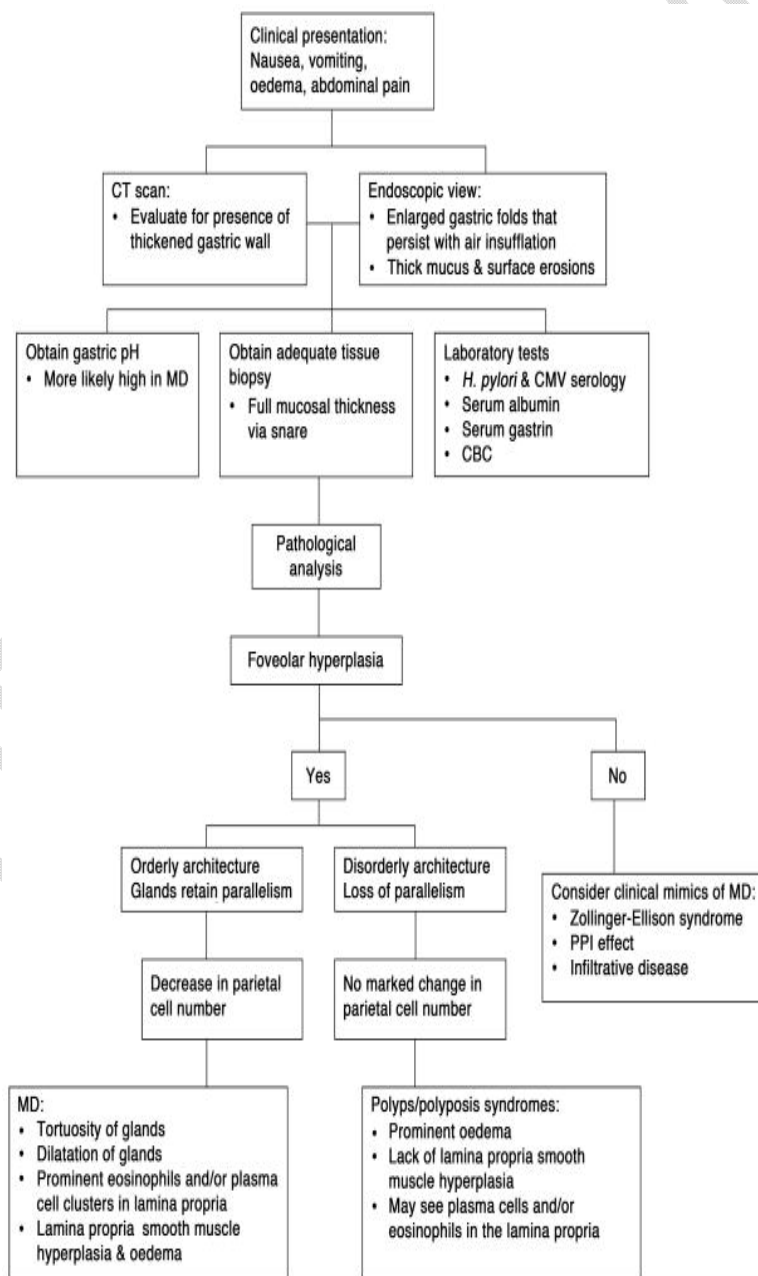 Clinical presentation:
Nausea, vomiting,
oedema, abdominal pain
CT scan:
• Evaluate for presence of
thickened gastric wall
Endoscopic view:
• Enlarged gastric folds that
persist with air insufflation
• Thick mucus & surface erosions
Obtain gastric pH
• More likely high in MD
Obtain adequate tissue
biopsy
• Full mucosal thickness
via snare
Laboratory tests
• H. pylori & CMV serology
• Serum albumin
• Serum gastrin
• CBC
Pathological
analysis
Foveolar hyperplasia
Yes
No
Orderly architecture
Glands retain parallelism
Disorderly architecture
Loss of parallelism
Consider clinical mimics of MD:
• Zollinger-Ellison syndrome
• PPI effect
• Infiltrative disease
Decrease in parietal
cell number
No marked change in
parietal cell number
MD:
• Tortuosity of glands
• Dilatation of glands
• Prominent eosinophils and/or plasma
cell clusters in lamina propria
• Lamina propria smooth muscle
hyperplasia & oedema
Polyps/polyposis syndromes:
• Prominent oedema
• Lack of lamina propria smooth
muscle hyperplasia
• May see plasma cells and/or
eosinophils in the lamina propria